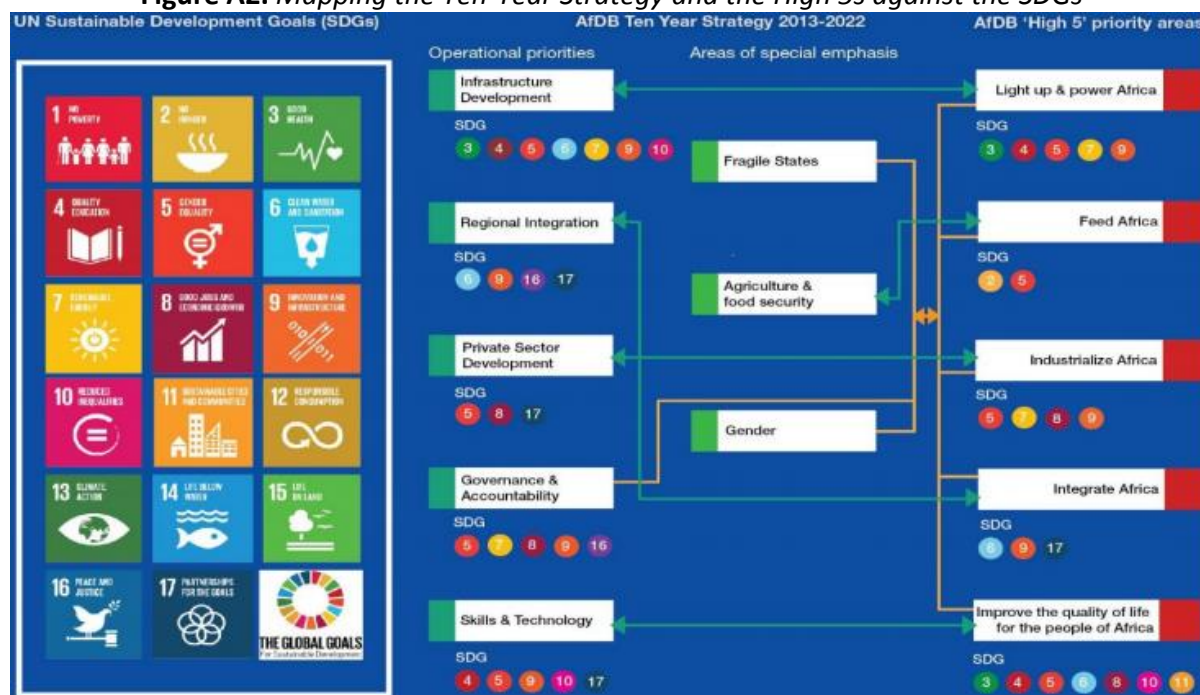 Figure A2. Mapping the Ten Year Strategy and the High 5s against the SDGs
UN Sustainable Development Goals (SDGs)
1 NO
POVERTY
2 NO
HUNGER
3 GOOD
HEALTH
4 QUALITY
EDUCATION
5 GENDER
EQUALITY
6 CLEAN WATER
AND SANITATION
7 RENEWABLE
ENERGY
8 GOOD JOBS AND
ECONOMIC GROWTH
9 INNOVATION AND
INFRASTRUCTURE
10 REDUCED
INEQUALITIES
11 SUSTAINABLE CITIES
AND COMMUNITIES
12 RESPONSIBLE
CONSUMPTION
13 CLIMATE
ACTION
14 LIFE BELOW
WATER
15 LIFE
ON LAND
16 PEACE AND
JUSTICE
17 PARTNERSHIPS
FOR THE GOALS
THE GLOBAL GOALS
For Sustainable Development
AfDB Ten Year Strategy 2013-2022
Operational priorities
Infrastructure
Development
SDG
3 4 5 6 7 9 10
Regional Integration
SDG
6 9 16 17
Private Sector
Development
SDG
5 8 17
Governance &
Accountability
SDG
5 7 8 9 16
Skills & Technology
SDG
4 5 9 10 17
Areas of special emphasis
Fragile States
Agriculture &
food security
Gender
AfDB 'High 5' priority areas
Light up & power Africa
SDG
3 4 5 7 9
Feed Africa
SDG
2 5
Industrialize Africa
SDG
5 7 8 9
Integrate Africa
SDG
6 9 17
Improve the quality of life
for the people of Africa
SDG
3 4 5 6 8 10 11